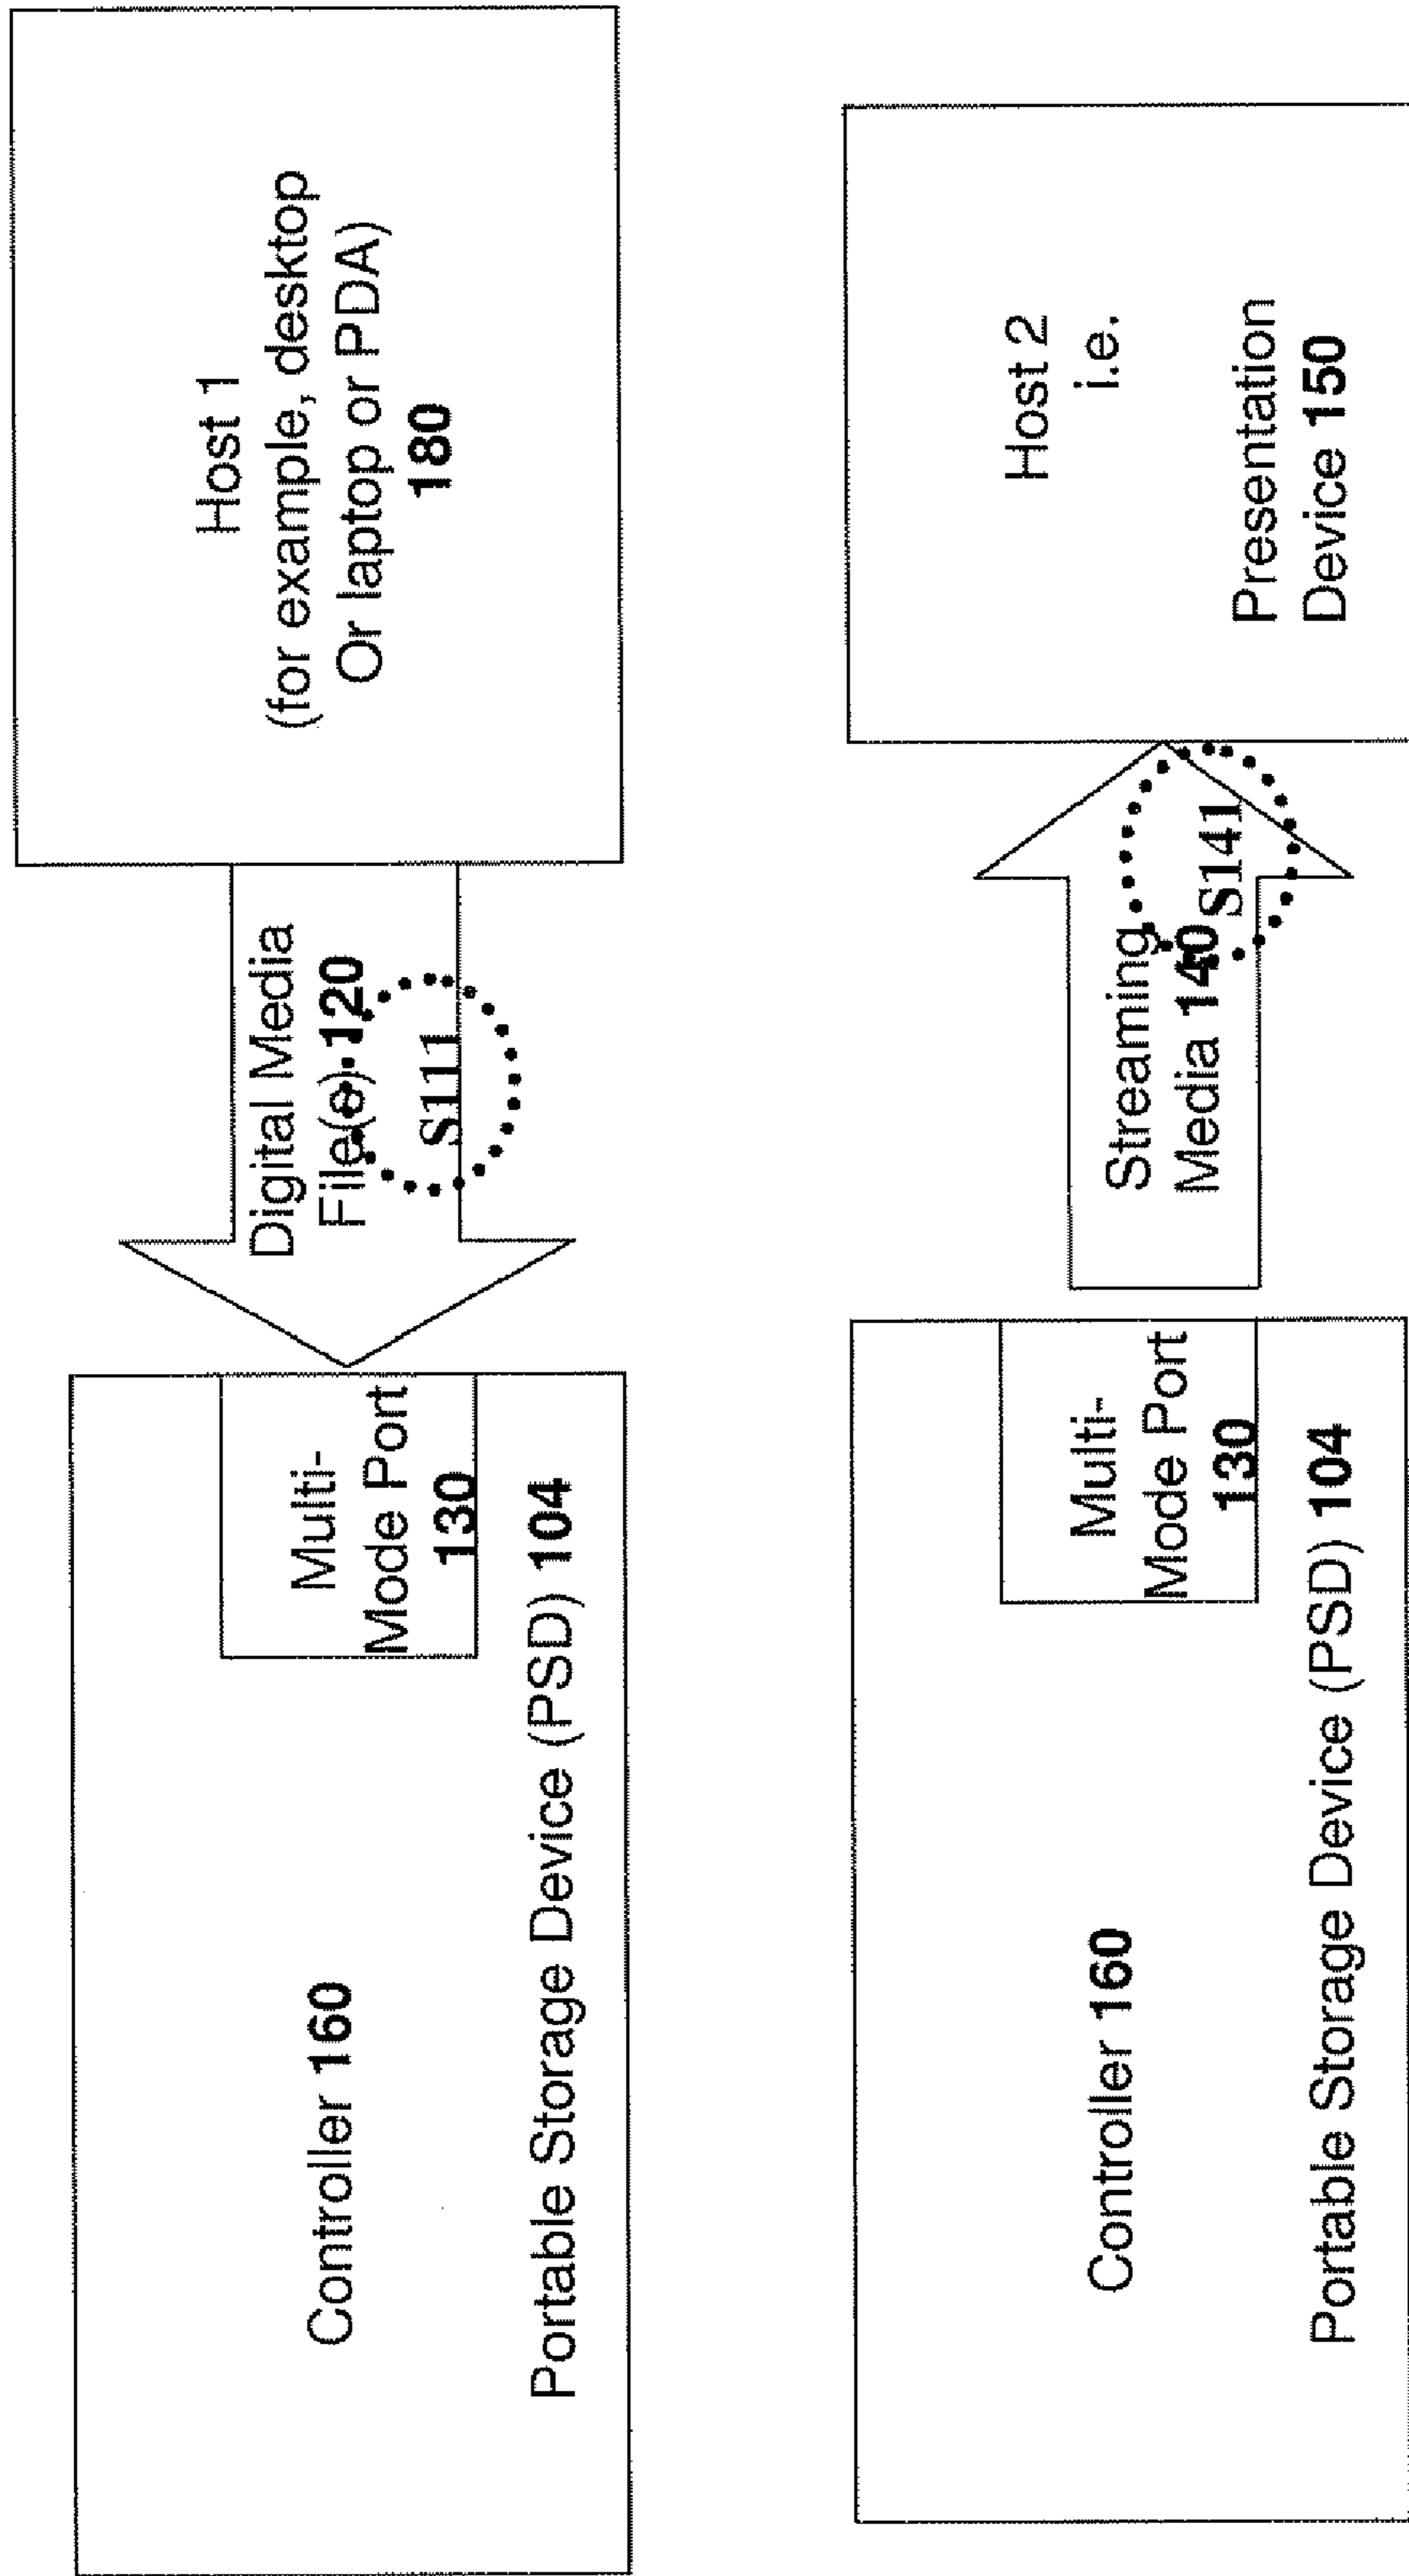 Controller 160
Portable Storage Device (PSD) 104
Multi-
Mode Port
130
Digital Media
File(s) 120
S111
Host 1
(for example, desktop
Or laptop or PDA)
180
Controller 160
Portable Storage Device (PSD) 104
Multi-
Mode Port
130
Streaming
Media 140
S141
Host 2
i.e.
Presentation
Device 150